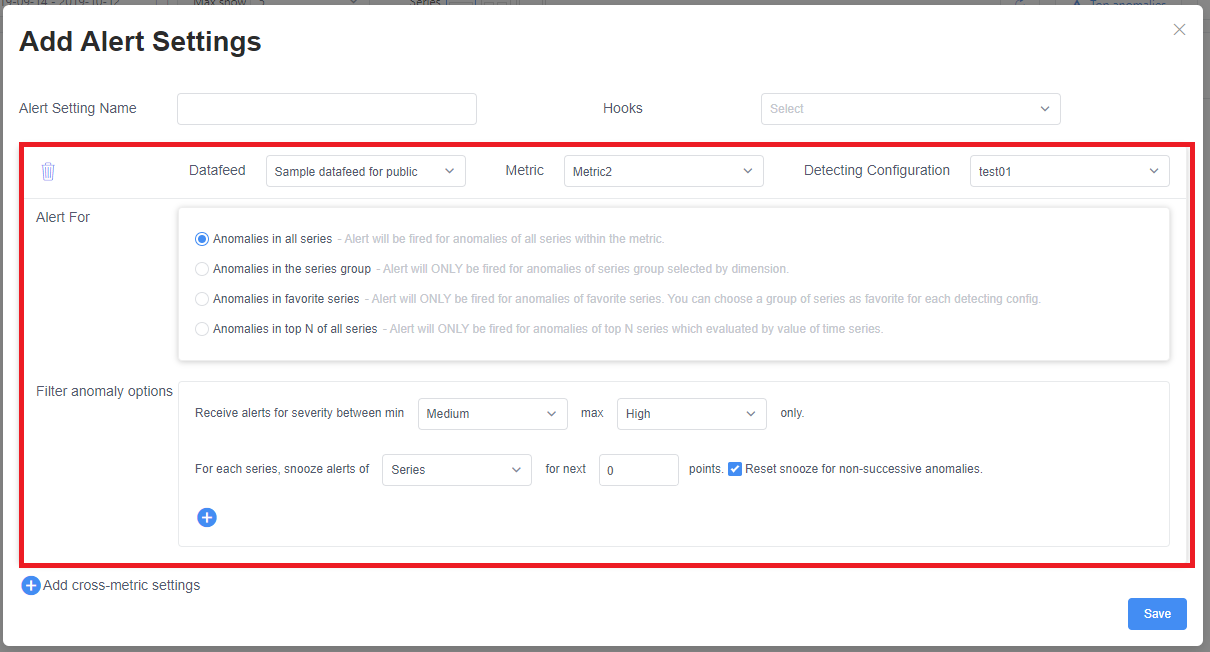 Max show 5 Series Top anomalies
Add Alert Settings
Alert Setting Name Hooks Select
Datafeed Sample datafeed for public Metric Metric2 Detecting Configuration test01
Alert For
Anomalies in all series - Alert will be fired for anomalies of all series within the metric.
Anomalies in the series group - Alert will ONLY be fired for anomalies of series group selected by dimension.
Anomalies in favorite series - Alert will ONLY be fired for anomalies of favorite series. You can choose a group of series as favorite for each detecting config.
Anomalies in top N of all series - Alert will ONLY be fired for anomalies of top N series which evaluated by value of time series.
Filter anomaly options
Receive alerts for severity between min Medium max High only.
For each series, snooze alerts of Series for next 0 points. Reset snooze for non-successive anomalies.
Add cross-metric settings
Save